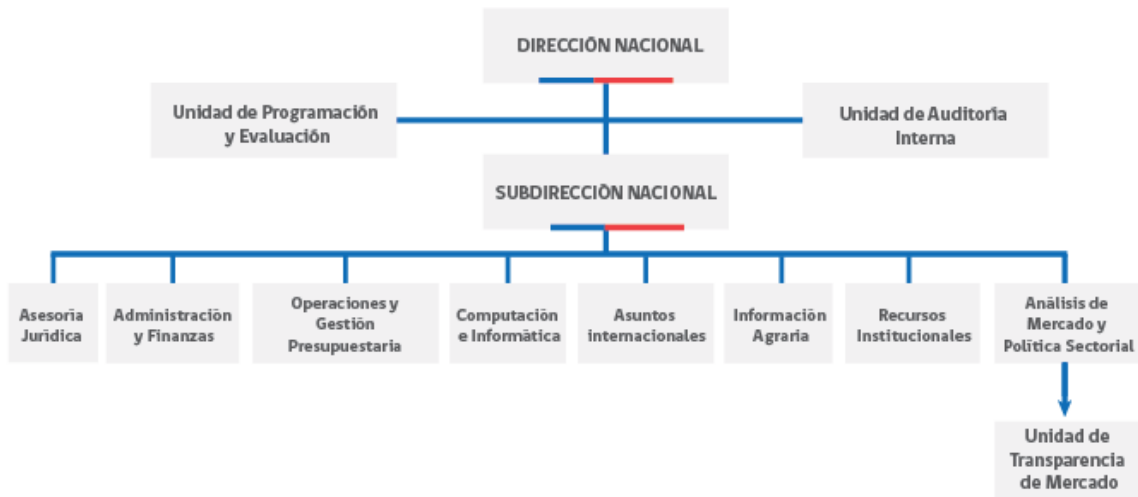 DIRECCIÓN NACIONAL
Unidad de Programación
y Evaluación
Unidad de Auditoría
Interna
SUBDIRECCIÓN NACIONAL
Asesoría
Jurídica
Administración
y Finanzas
Operaciones y
Gestión
Presupuestaria
Computación
e Informática
Asuntos
internacionales
Información
Agraria
Recursos
Institucionales
Análisis de
Mercado y
Política Sectorial
Unidad de
Transparencia
de Mercado